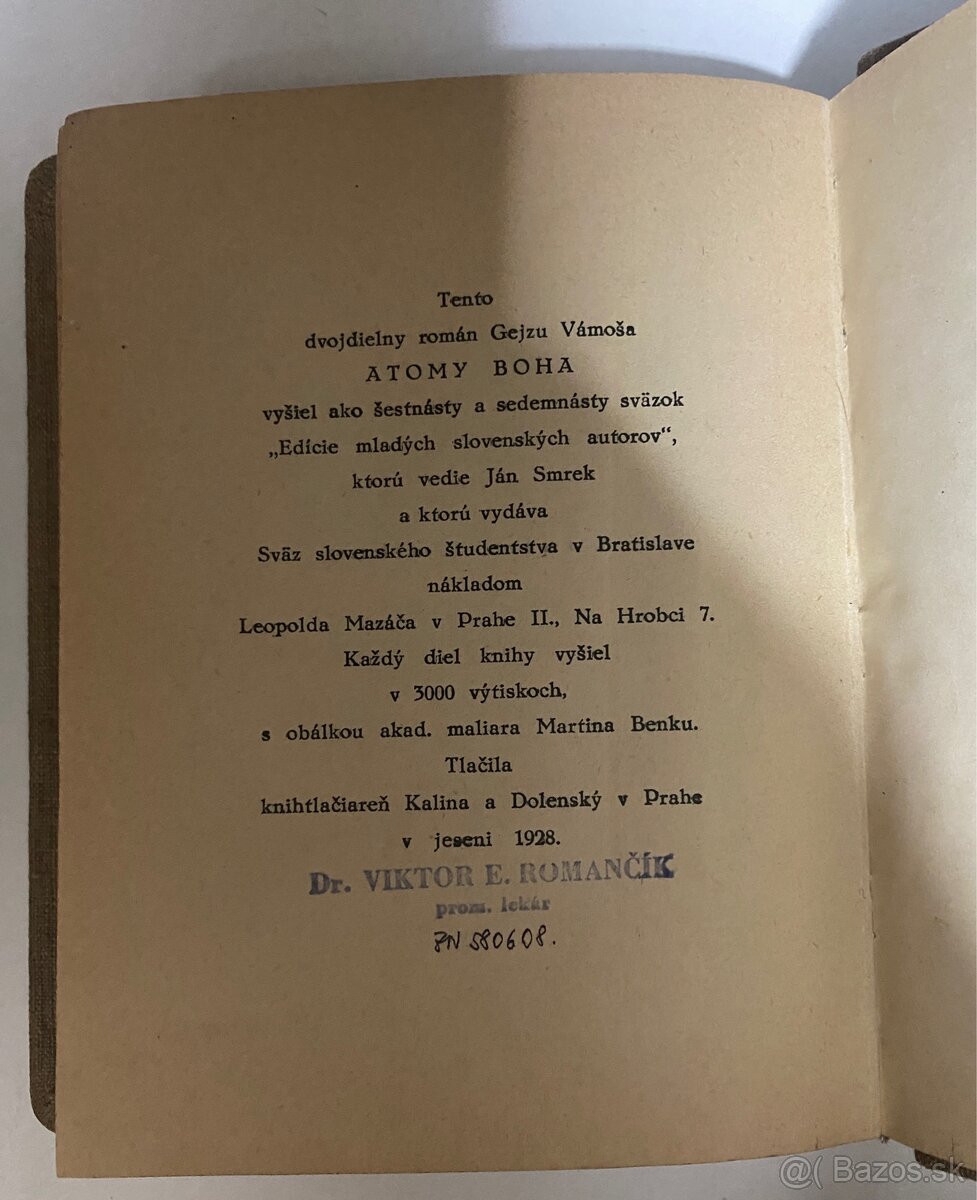 Tento
dvojdielny román Gejzu Vámoša
ATOMY BOHA
vyšiel ako šestnásty a sedemnásty sväzok
„Edície mladých slovenských autorov“,
ktorú vedie Ján Smrek
a ktorú vydáva
Sväz slovenského študentstva v Bratislave
nákladom
Leopolda Mazáča v Prahe II., Na Hrobci 7.
Každý diel knihy vyšiel
v 3000 výtiskoch,
s obálkou akad. maliara Martina Benku.
Tlačila
knihtlačiareň Kalina a Dolenský v Prahe
v jeseni 1928.
Dr. VIKTOR E. ROMANČÍK
prom. lekár
PN 580608.
@( Bazos.sk